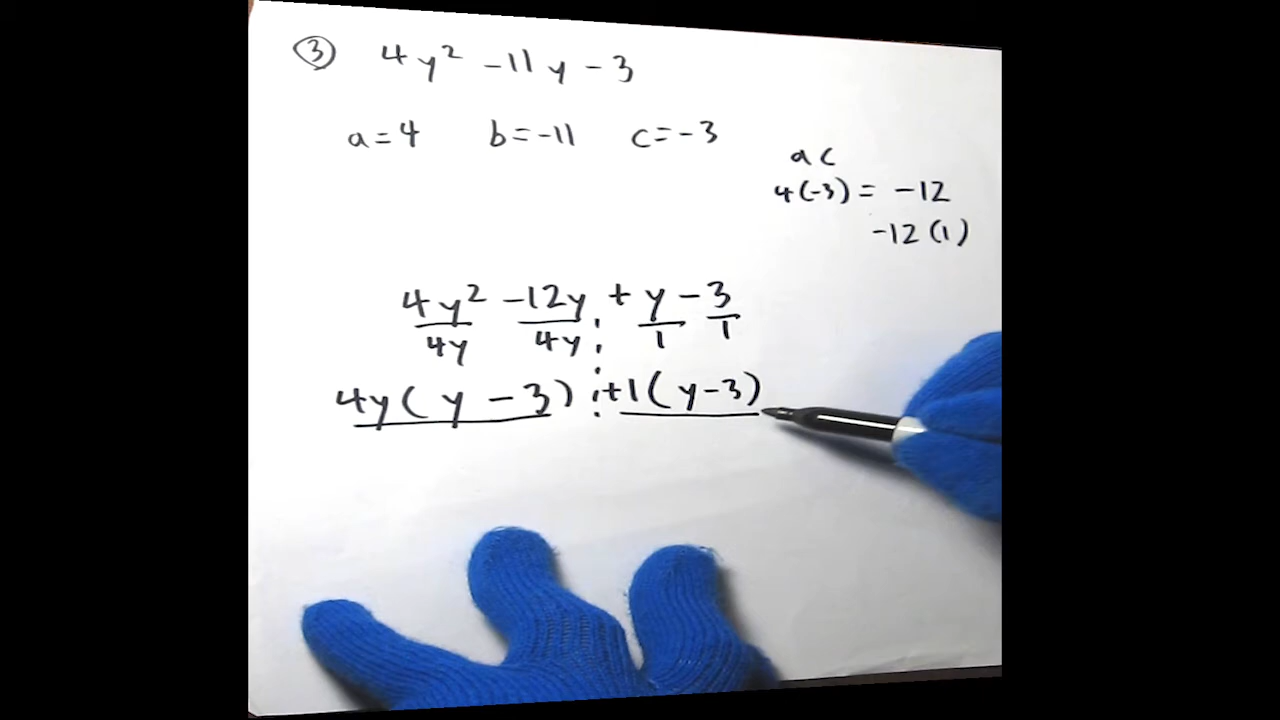 ③ 4y² -11y - 3
a=4 b=-11 c=-3
ac
4(-3) = -12
-12(1)
4y² -12y + y - 3
4y 4y 1 1
4y(y - 3) +1(y-3)